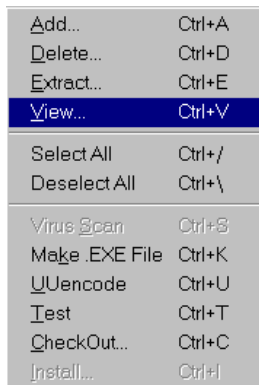 Add... Ctrl+A
Delete... Ctrl+D
Extract... Ctrl+E
View... Ctrl+V
Select All Ctrl+/
Deselect All Ctrl+\
Virus Scan Ctrl+S
Make .EXE File Ctrl+K
UUencode Ctrl+U
Test Ctrl+T
CheckOut... Ctrl+C
Install... Ctrl+I